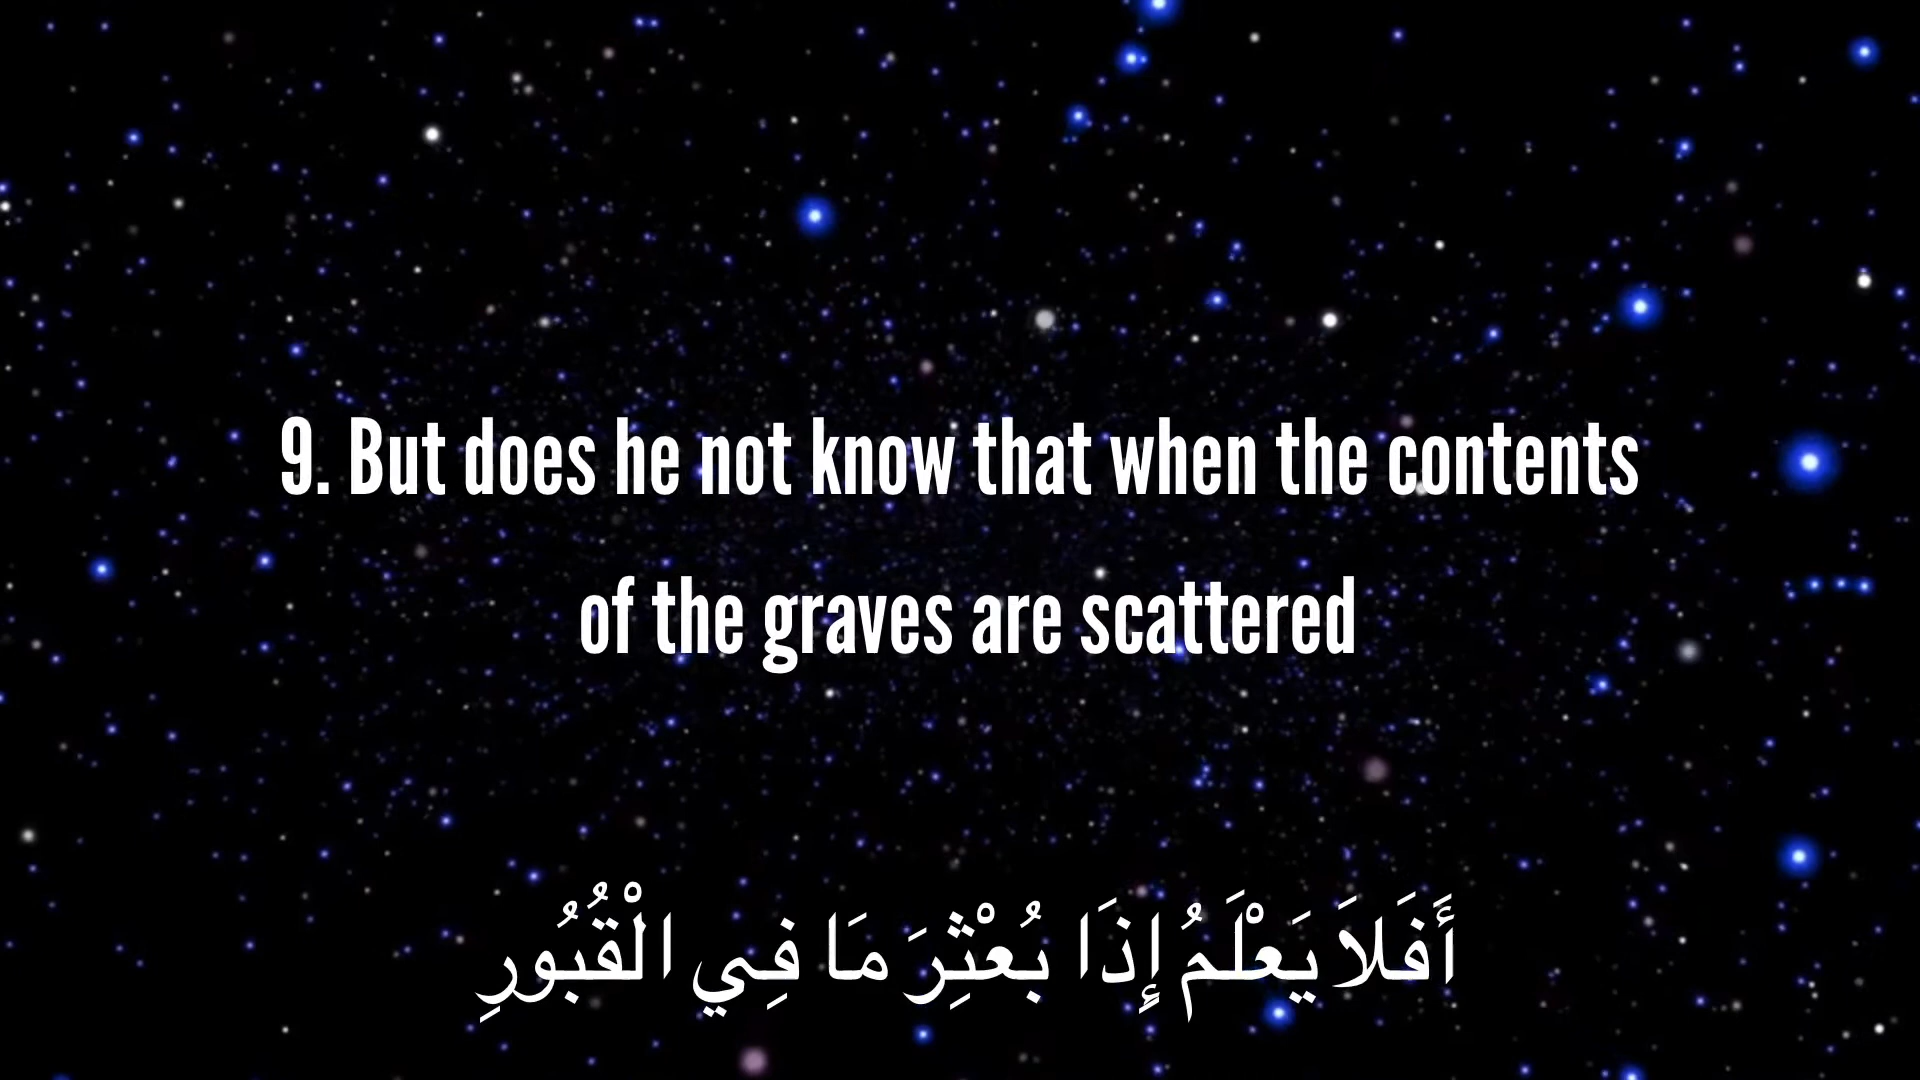 9. But does he not know that when the contents
of the graves are scattered
أَفَلاَ يَعْلَمُ إِذَا بُعْثِرَ مَا فِي الْقُبُورِ